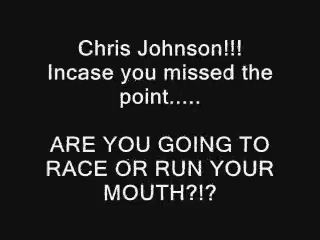 Chris Johnson!!!
Incase you missed the
point.....
ARE YOU GOING TO
RACE OR RUN YOUR
MOUTH?!?